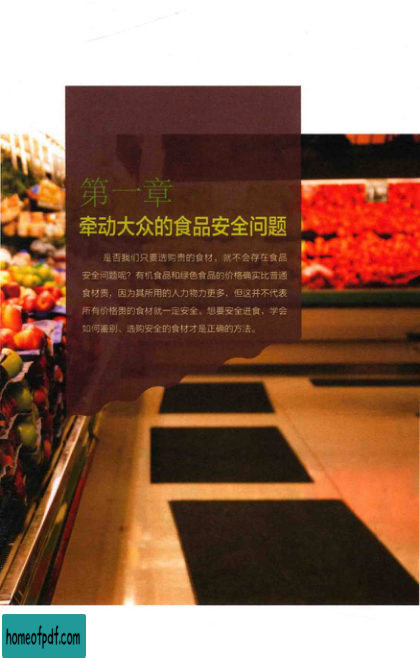 第一章
牵动大众的食品安全问题
是否我们只要选购贵的食材，就不会存在食品
安全问题呢？有机食品和绿色食品的价格确实比普通
食材贵，因为其所用的人力物力更多，但这并不代表
所有价格贵的食材就一定安全。想要安全进食，学会
如何鉴别、选购安全的食材才是正确的方法。
homeofpdf.com